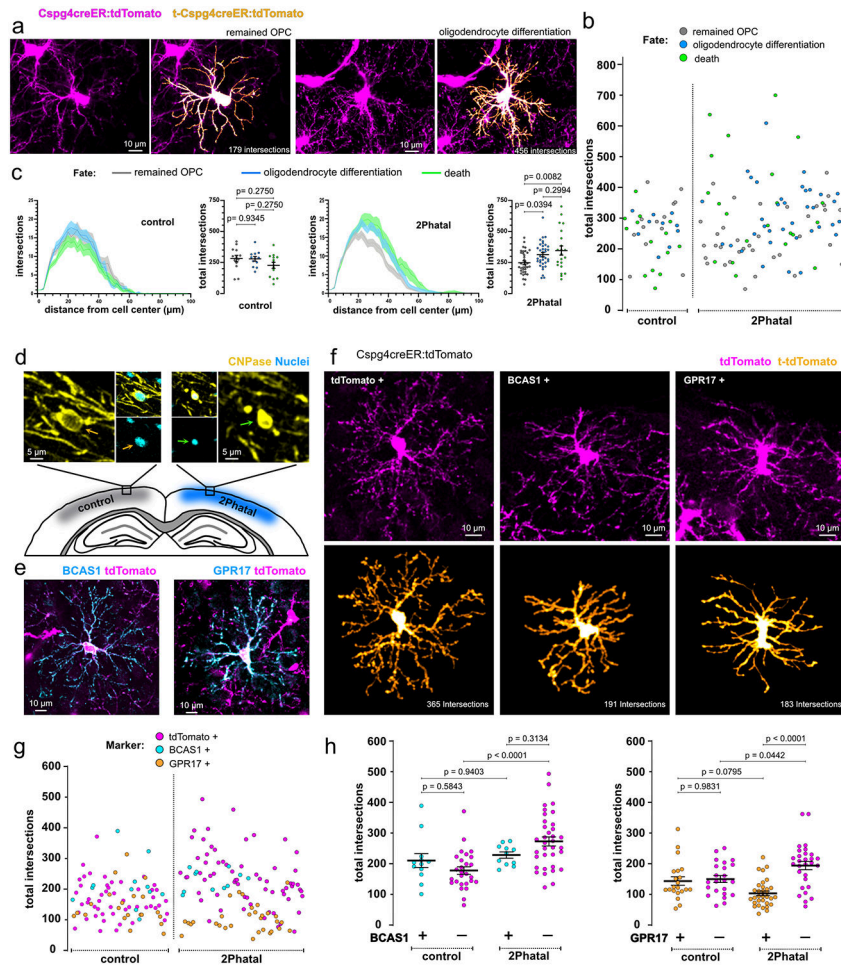 Cspg4creER:tdTomato t-Cspg4creER:tdTomato
a
remained OPC
oligodendrocyte differentiation
10 µm
179 intersections
10 µm
456 intersections
b
Fate:
remained OPC
oligodendrocyte differentiation
death
total intersections
800
700
600
500
400
300
200
100
0
control
2Phatal
c
Fate: remained OPC oligodendrocyte differentiation death
intersections
25
20
15
10
5
0
control
0 20 40 60 80 100
distance from cell center (µm)
total intersections
750
500
250
0
p= 0.2750
p= 0.2750
p= 0.9345
control
intersections
25
20
15
10
5
0
2Phatal
0 20 40 60 80 100
distance from cell center (µm)
total intersections
750
500
250
0
p= 0.0082
p= 0.2994
p= 0.0394
2Phatal
d
CNPase Nuclei
5 µm
5 µm
control
2Phatal
e
BCAS1 tdTomato
GPR17 tdTomato
10 µm
10 µm
f
Cspg4creER:tdTomato
tdTomato t-tdTomato
tdTomato +
BCAS1 +
GPR17 +
10 µm
10 µm
10 µm
365 Intersections
191 Intersections
183 Intersections
g
Marker:
tdTomato +
BCAS1 +
GPR17 +
total intersections
600
500
400
300
200
100
0
control
2Phatal
h
total intersections
600
500
400
300
200
100
0
p = 0.3134
p < 0.0001
p = 0.9403
p = 0.5843
BCAS1 + − + −
control 2Phatal
total intersections
600
500
400
300
200
100
0
p < 0.0001
p = 0.0442
p = 0.0795
p = 0.9831
GPR17 + − + −
control 2Phatal